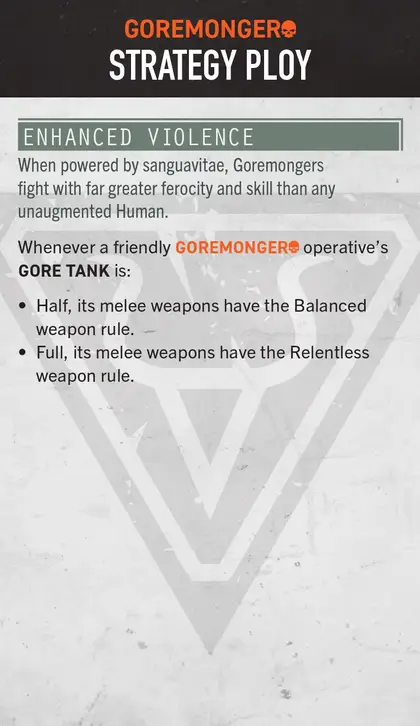 GOREMONGER
STRATEGY PLOY
ENHANCED VIOLENCE
When powered by sanguavitae, Goremongers
fight with far greater ferocity and skill than any
unaugmented Human.
Whenever a friendly GOREMONGER operative's
GORE TANK is:
• Half, its melee weapons have the Balanced
weapon rule.
• Full, its melee weapons have the Relentless
weapon rule.